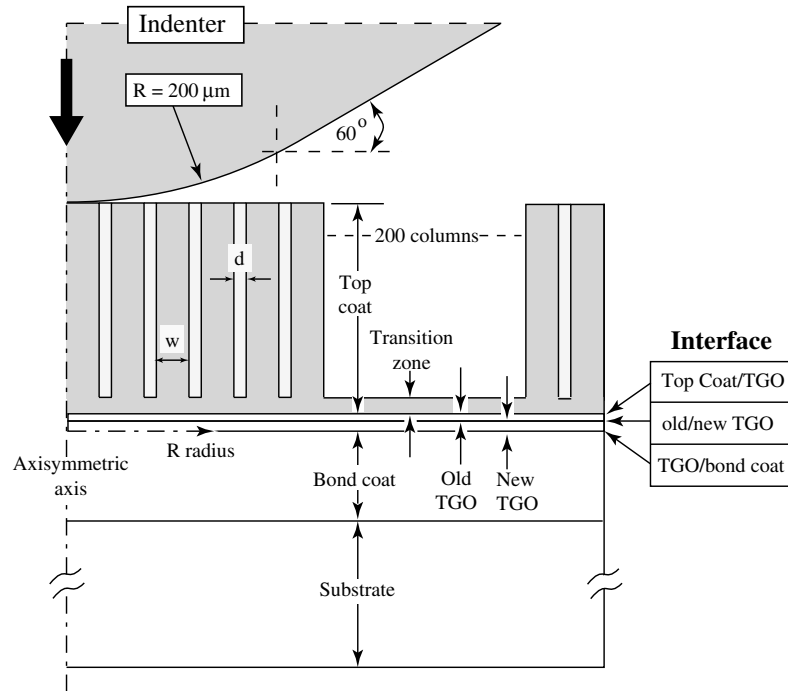 Indenter
R = 200 µm
60°
200 columns
d
Top
coat
w
Transition
zone
Interface
Top Coat/TGO
old/new TGO
TGO/bond coat
R radius
Axisymmetric
axis
Bond coat
Old
TGO
New
TGO
Substrate